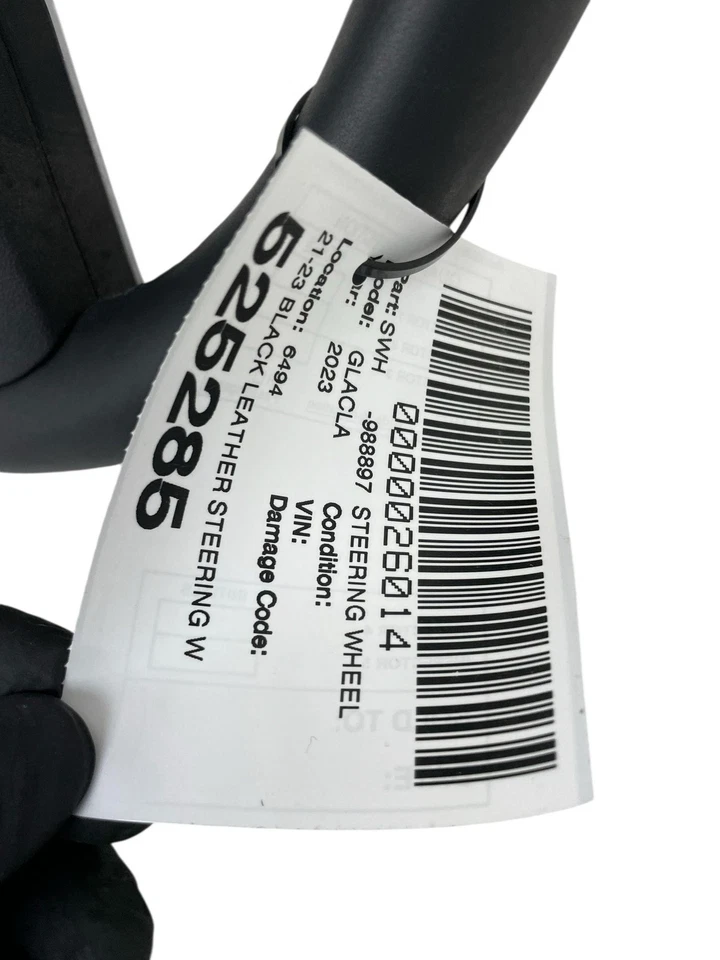 0000026014
Part: SWH -988897 STEERING WHEEL
Model: GLACLA Condition:
Year: 2023 VIN:
Location: 6494 Damage Code:
21-23 BLACK LEATHER STEERING W
525285